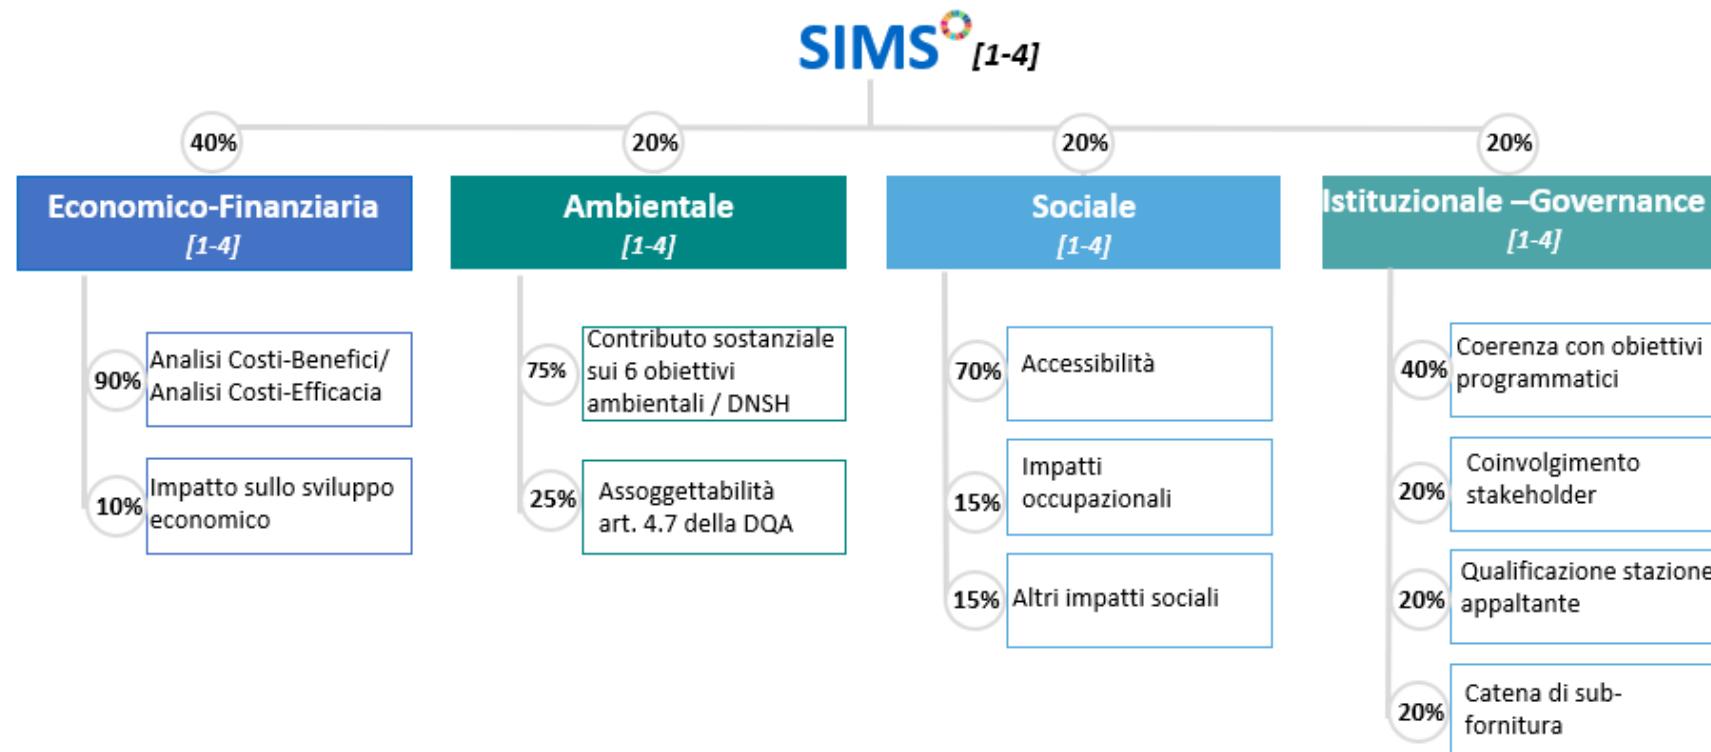 SIMS [1-4]
40%
20%
20%
20%
Economico-Finanziaria
[1-4]
Ambientale
[1-4]
Sociale
[1-4]
Istituzionale –Governance
[1-4]
90%
Analisi Costi-Benefici/
Analisi Costi-Efficacia
10%
Impatto sullo sviluppo
economico
75%
Contributo sostanziale
sui 6 obiettivi
ambientali / DNSH
25%
Assoggettabilità
art. 4.7 della DQA
70%
Accessibilità
15%
Impatti
occupazionali
15%
Altri impatti sociali
40%
Coerenza con obiettivi
programmatici
20%
Coinvolgimento
stakeholder
20%
Qualificazione stazione
appaltante
20%
Catena di sub-
fornitura